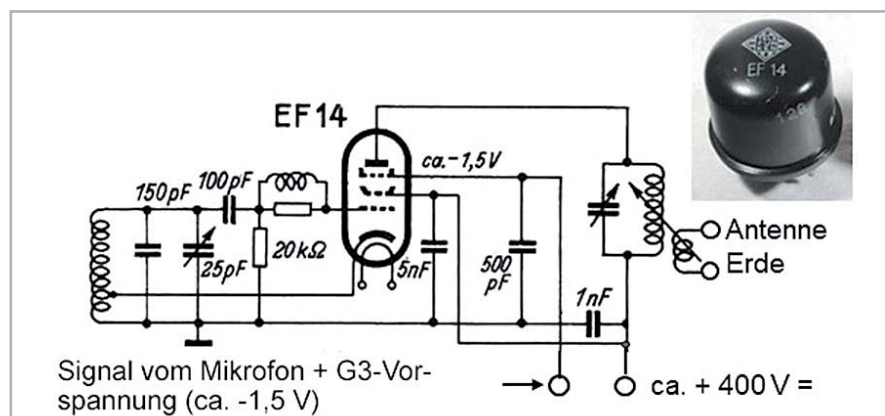 EF 14
128
EF14
ca.-1,5V
100pF
150pF
20kΩ
25pF
5nF
500
pF
1nF
Antenne
Erde
Signal vom Mikrofon + G3-Vor-
spannung (ca. -1,5 V)
ca. + 400 V =